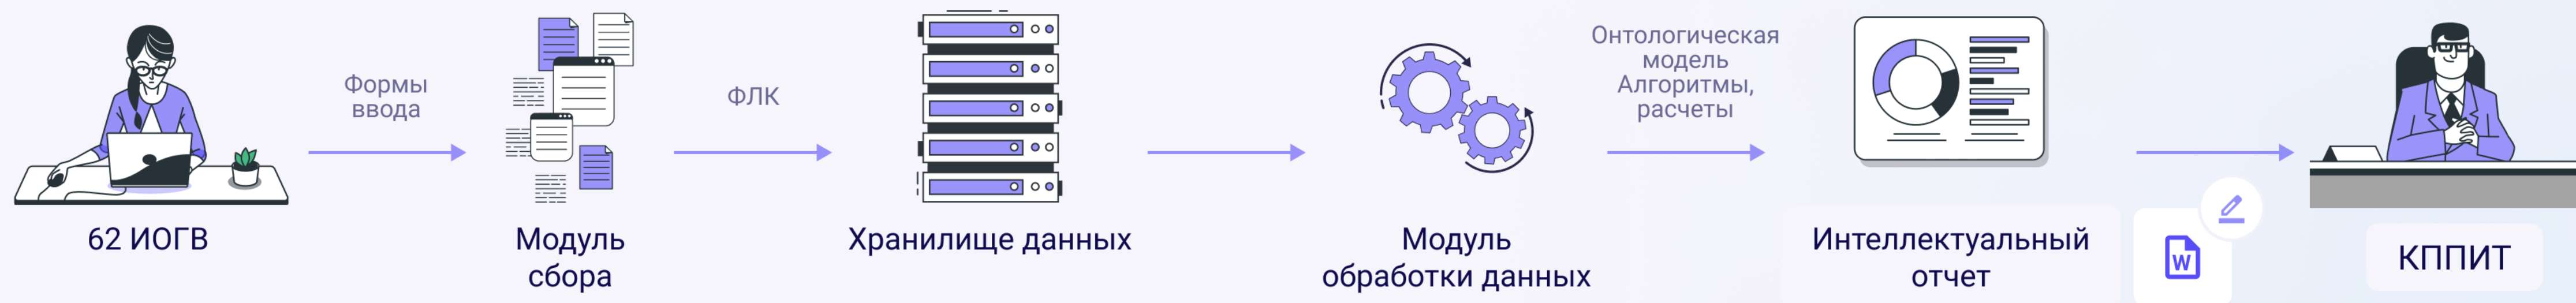 Формы
ввода
ФЛК
Онтологическая
модель
Алгоритмы,
расчеты
62 ИОГВ
Модуль
сбора
Хранилище данных
Модуль
обработки данных
Интеллектуальный
отчет
W
КППИТ